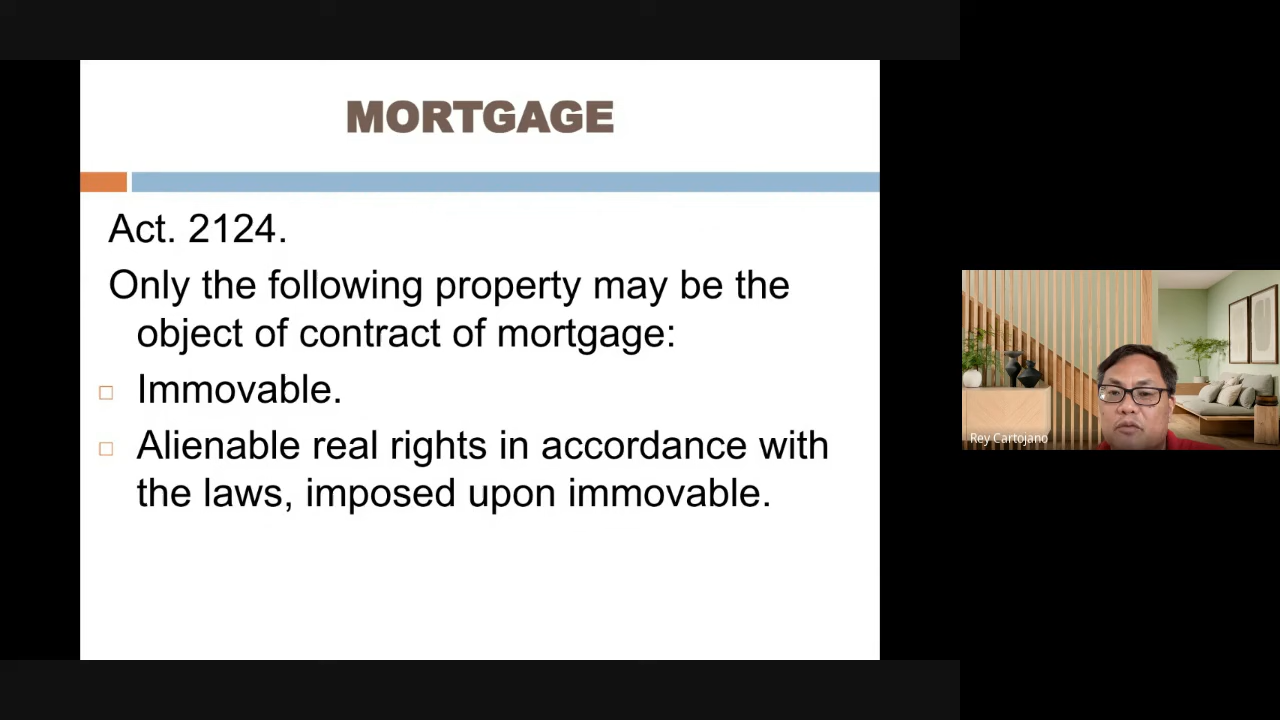 MORTGAGE
Act. 2124.
Only the following property may be the
object of contract of mortgage:
Immovable.
Alienable real rights in accordance with
the laws, imposed upon immovable.
Rey Cartojano